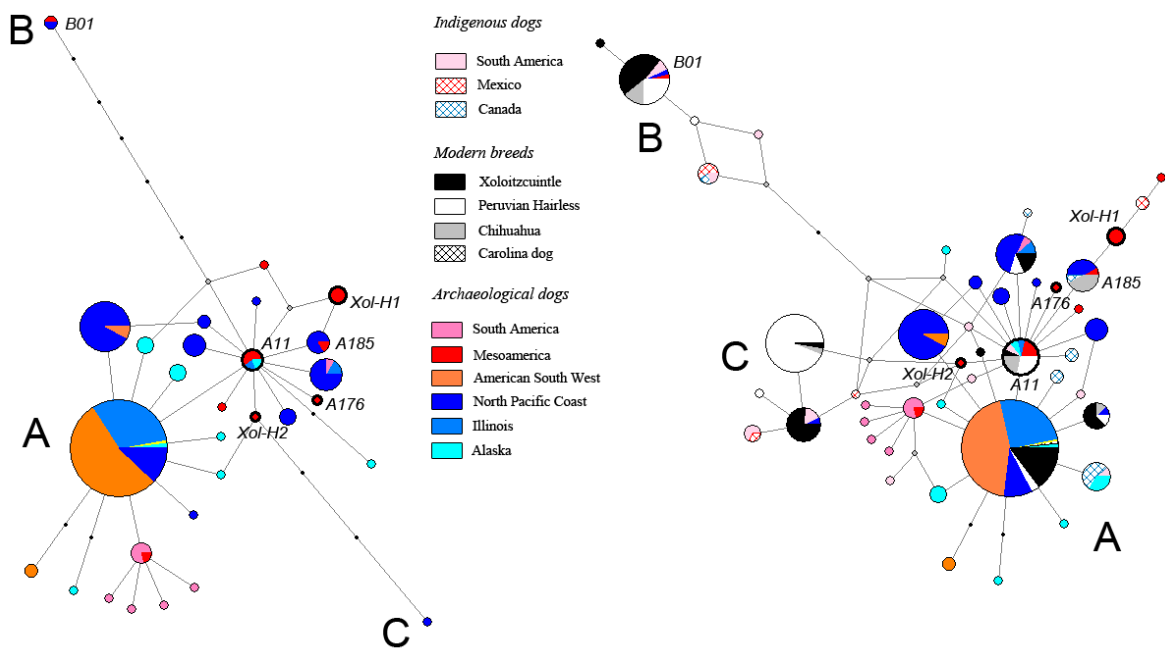 B
B01
A11
Xol-H1
A185
A176
Xol-H2
A
C
Indigenous dogs
South America
Mexico
Canada
Modern breeds
Xoloitzcuintle
Peruvian Hairless
Chihuahua
Carolina dog
Archaeological dogs
South America
Mesoamerica
American South West
North Pacific Coast
Illinois
Alaska
B01
B
Xol-H1
A185
A176
C
Xol-H2
A11
A